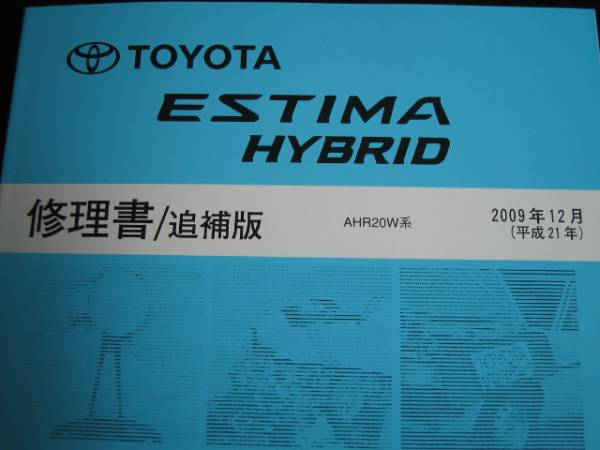 TOYOTA
ESTIMA
HYBRID
修理書/追補版
AHR20W系
2009年12月
(平成21年)